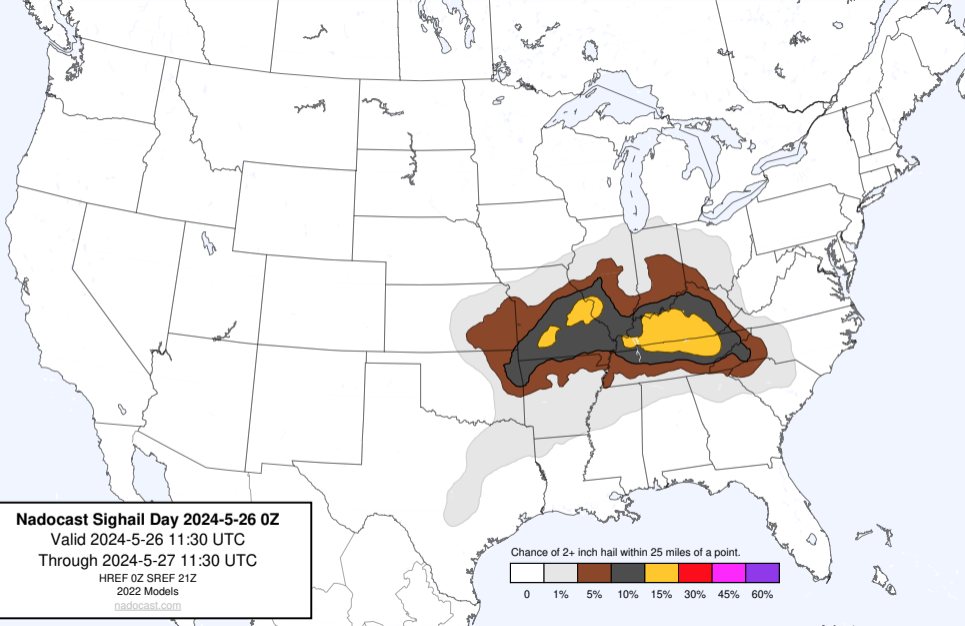 Nadocast Sighail Day 2024-5-26 0Z
Valid 2024-5-26 11:30 UTC
Through 2024-5-27 11:30 UTC
HREF 0Z SREF 21Z
2022 Models
nadocast.com
Chance of 2+ inch hail within 25 miles of a point.
0 1% 5% 10% 15% 30% 45% 60%